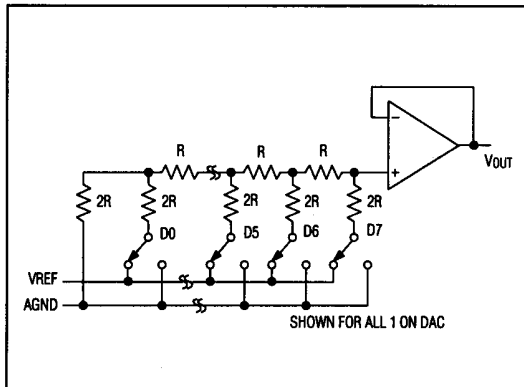 R R R
2R 2R 2R 2R 2R
− +
VOUT
D0 D5 D6 D7
VREF
AGND
SHOWN FOR ALL 1 ON DAC